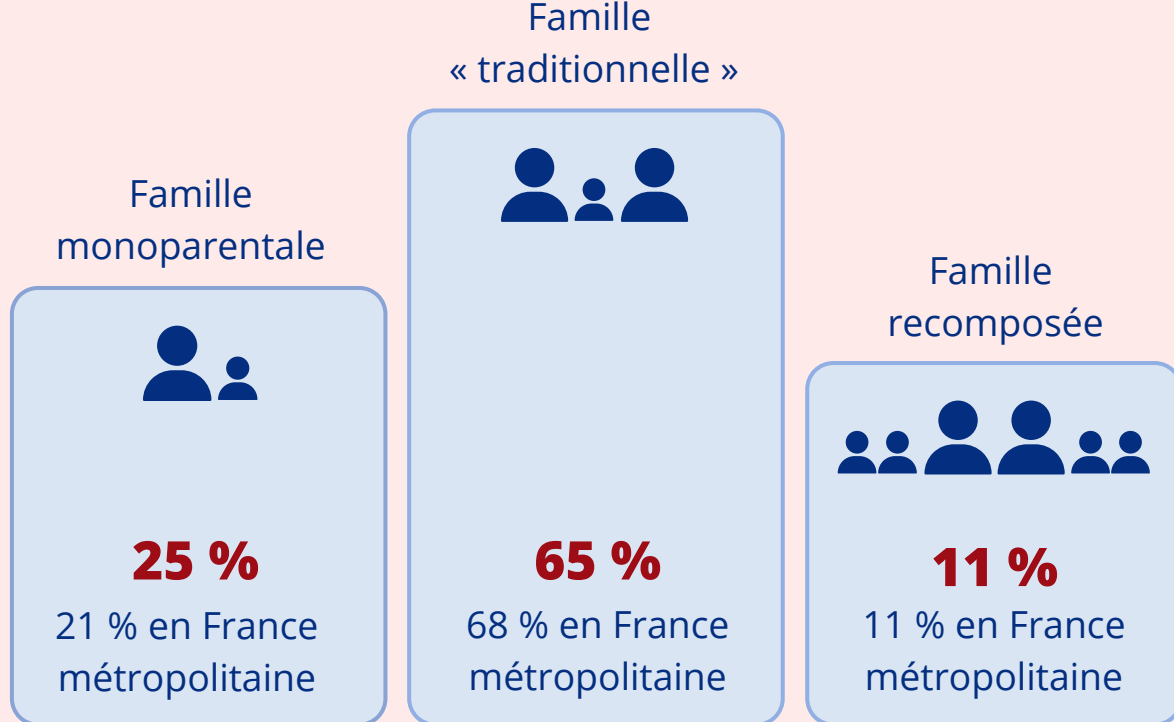 Famille
« traditionnelle »
Famille
monoparentale
Famille
recomposée
25 %
21 % en France
métropolitaine
65 %
68 % en France
métropolitaine
11 %
11 % en France
métropolitaine